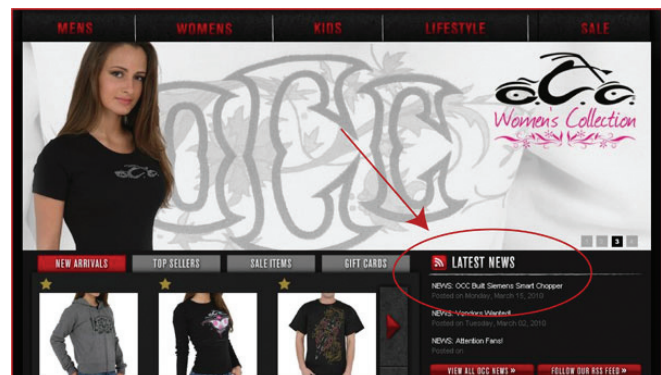 MENS
WOMENS
KIDS
LIFESTYLE
SALE
OCC
O.C.C.
Women's Collection
3
NEW ARRIVALS
TOP SELLERS
SALE ITEMS
GIFT CARDS
LATEST NEWS
NEWS: OCC Built Siemens Smart Chopper
Posted on Monday, March 15, 2010
NEWS: Vendors Wanted!
Posted on Tuesday, March 02, 2010
NEWS: Attention Fans!
Posted on
VIEW ALL OCC NEWS »
FOLLOW OUR RSS FEED »